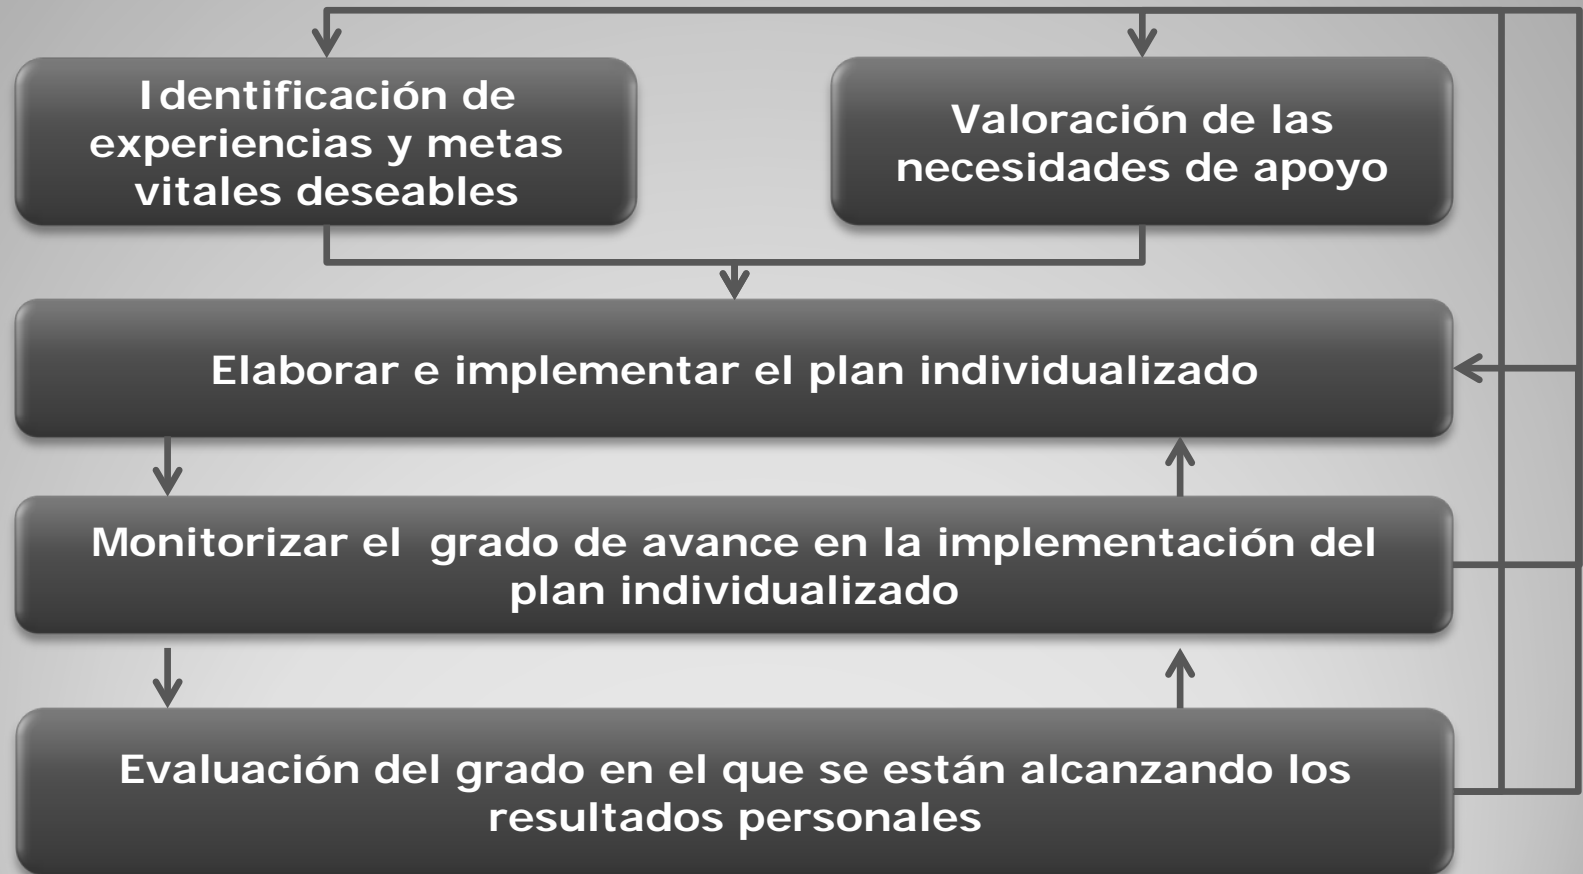 Identificación de
experiencias y metas
vitales deseables
Valoración de las
necesidades de apoyo
Elaborar e implementar el plan individualizado
Monitorizar el  grado de avance en la implementación del
plan individualizado
Evaluación del grado en el que se están alcanzando los
resultados personales